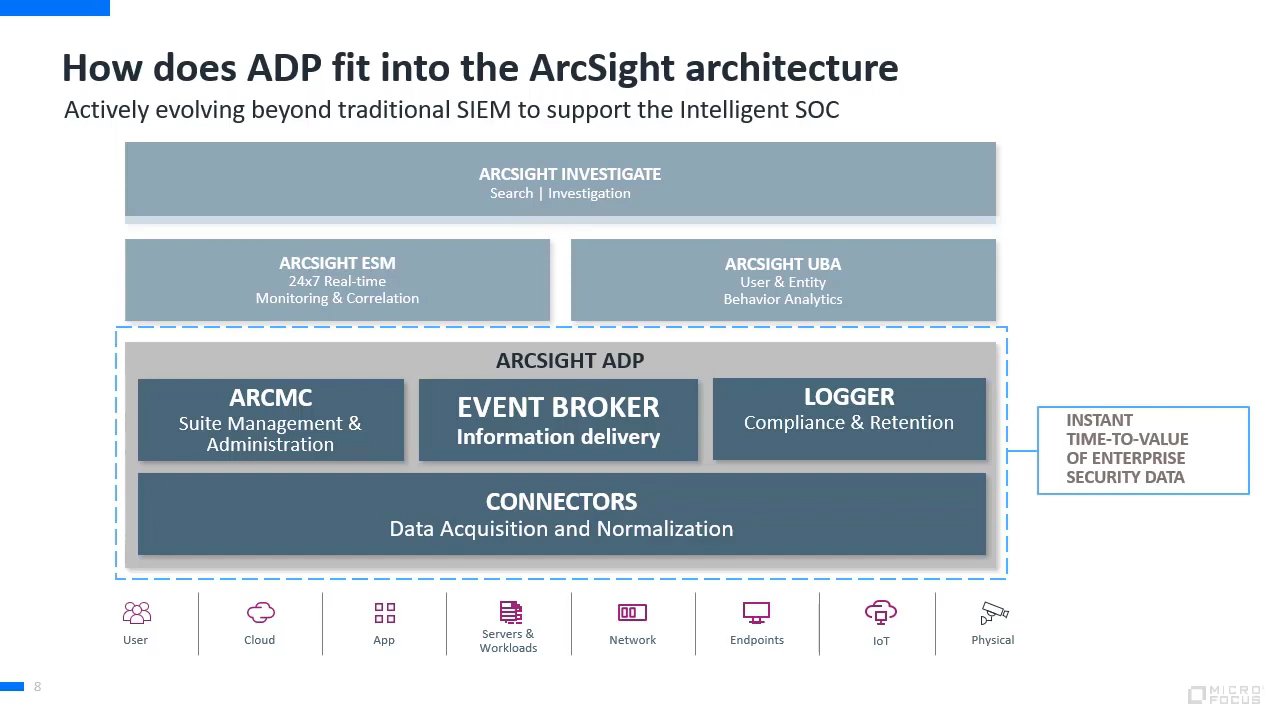 How does ADP fit into the ArcSight architecture
Actively evolving beyond traditional SIEM to support the Intelligent SOC
ARCSIGHT INVESTIGATE
Search | Investigation
ARCSIGHT ESM
24x7 Real-time
Monitoring & Correlation
ARCSIGHT UBA
User & Entity
Behavior Analytics
ARCSIGHT ADP
ARCMC
Suite Management &
Administration
EVENT BROKER
Information delivery
LOGGER
Compliance & Retention
CONNECTORS
Data Acquisition and Normalization
INSTANT
TIME-TO-VALUE
OF ENTERPRISE
SECURITY DATA
User
Cloud
App
Servers &
Workloads
Network
Endpoints
IoT
Physical
8
MICRO
FOCUS